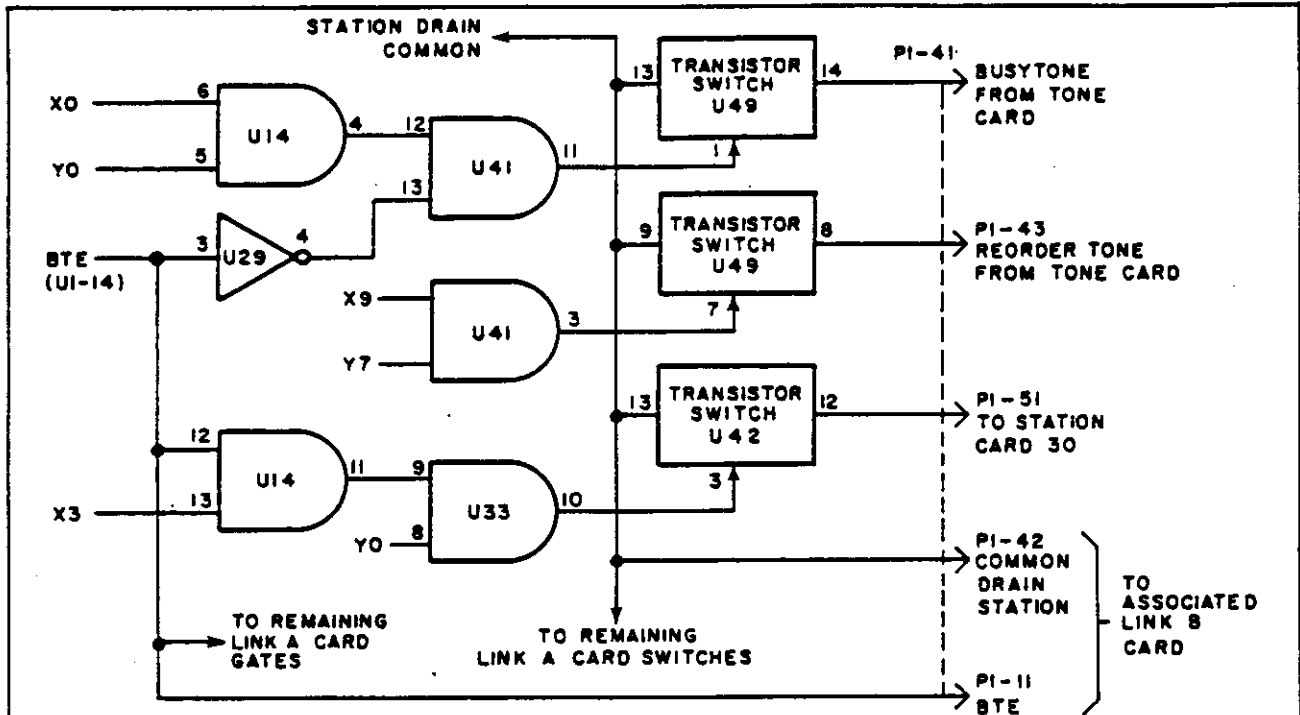 STATION DRAIN
COMMON
X0
6
Y0
5
U14
4
12
13
U41
11
13
TRANSISTOR
SWITCH
U49
14
1
P1-41
BUSYTONE
FROM TONE
CARD
BTE
(U1-14)
3
U29
4
X9
Y7
U41
3
9
TRANSISTOR
SWITCH
U49
8
7
P1-43
REORDER TONE
FROM TONE CARD
12
X3
13
U14
11
9
Y0
8
U33
10
13
TRANSISTOR
SWITCH
U42
12
3
P1-51
TO STATION
CARD 30
TO REMAINING
LINK A CARD
GATES
TO REMAINING
LINK A CARD SWITCHES
P1-42
COMMON
DRAIN
STATION
P1-11
BTE
TO
ASSOCIATED
LINK B
CARD